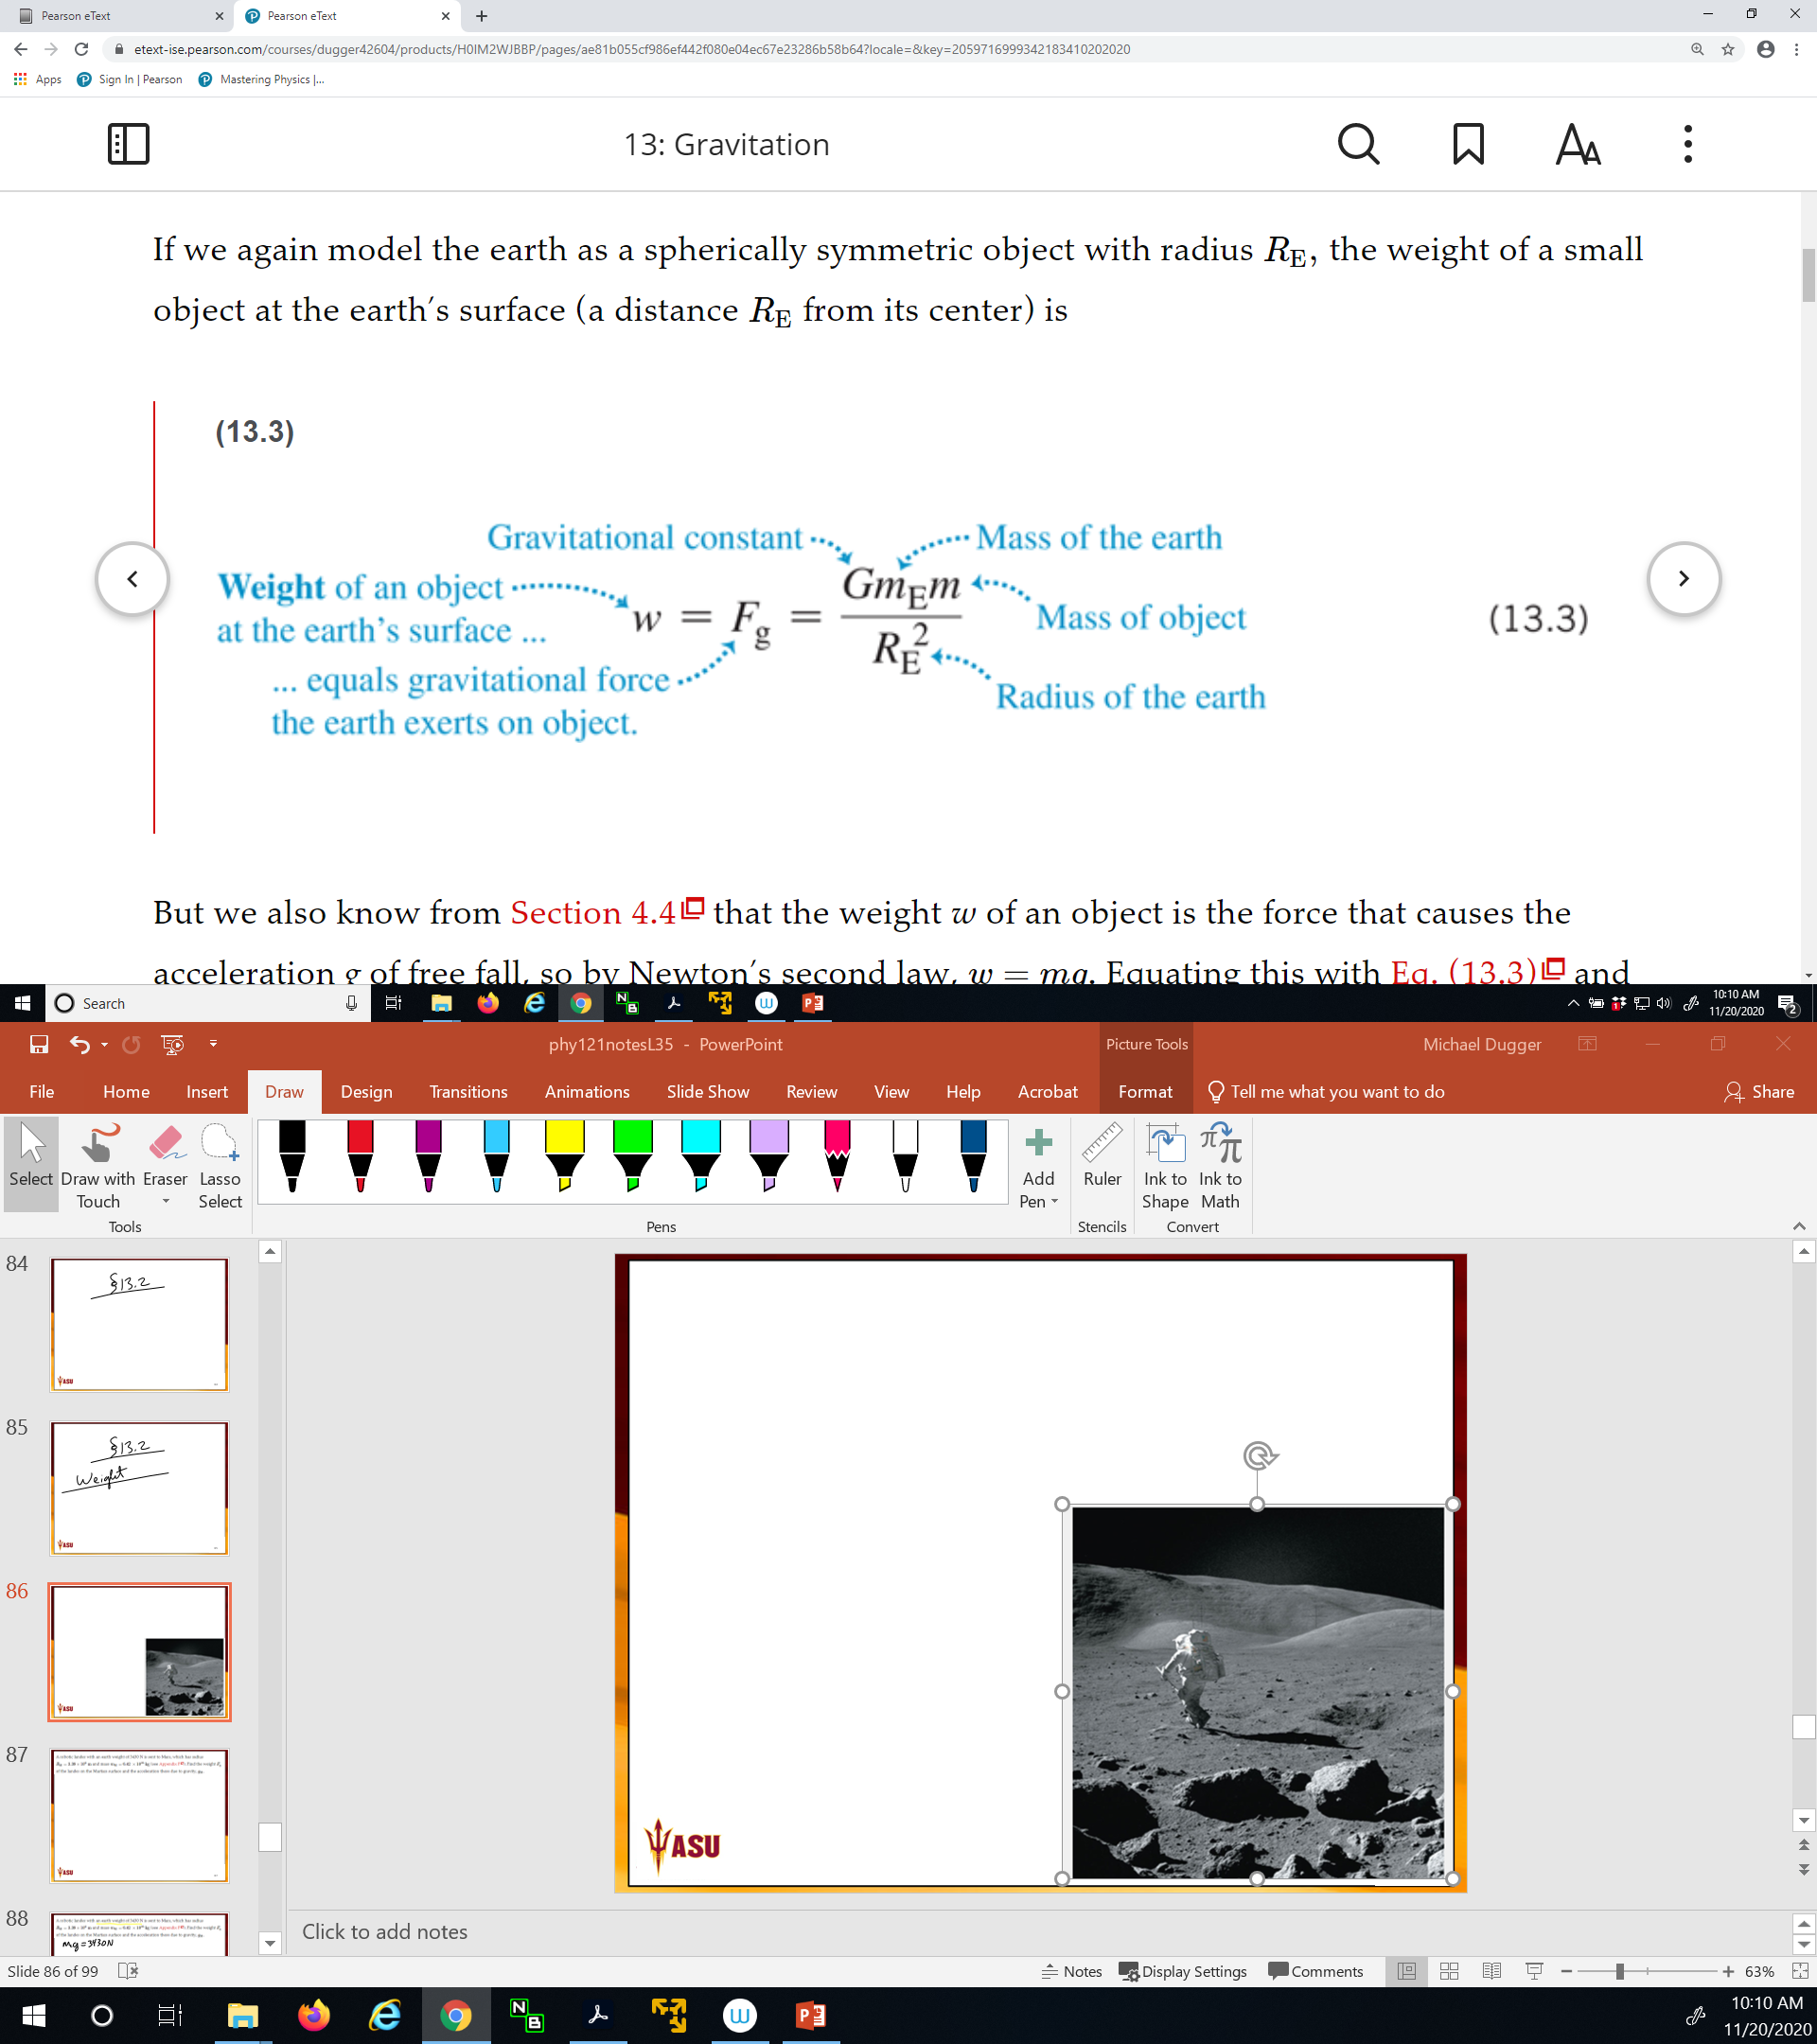 Pearson eText
Pearson eText
etext-ise.pearson.com/courses/dugger42604/products/H0IM2WJBBP/pages/ae81b055cf986ef442f080e04ec67e23286b58b64?locale=&key=2059716999342183410202020
Apps Sign In | Pearson Mastering Physics |...
13: Gravitation
If we again model the earth as a spherically symmetric object with radius R_E, the weight of a small
object at the earth's surface (a distance R_E from its center) is
(13.3)
Gravitational constant
Mass of the earth
Weight of an object
at the earth's surface ...
w = F_g = Gm_Em / R_E^2
Mass of object
(13.3)
... equals gravitational force
the earth exerts on object.
Radius of the earth
But we also know from Section 4.4 that the weight w of an object is the force that causes the
acceleration g of free fall, so by Newton's second law, w = mg. Equating this with Eq. (13.3) and
Search
10:10 AM
11/20/2020
2
phy121notesL35 - PowerPoint
Picture Tools
Michael Dugger
File Home Insert Draw Design Transitions Animations Slide Show Review View Help Acrobat Format Tell me what you want to do Share
Select
Draw with
Touch
Eraser
Lasso
Select
Add
Pen
Ruler
Ink to
Shape
Ink to
Math
Tools
Pens
Stencils
Convert
84
§13.2
ASU
85
§13.2
Weight
ASU
86
ASU
87
ASU
88
mg = 3430N
ASU
Click to add notes
Slide 86 of 99
Notes Display Settings Comments
63%
10:10 AM
11/20/2020